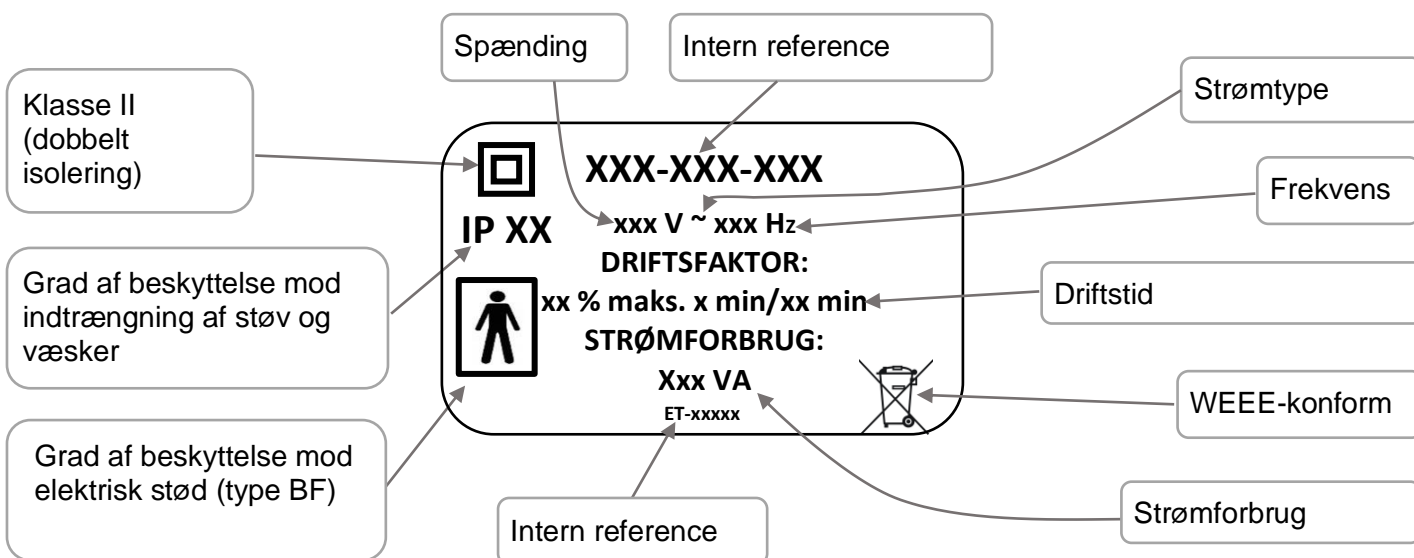 Spænding
Intern reference
Strømtype
Klasse II
(dobbelt
isolering)
XXX-XXX-XXX
Frekvens
IP XX
xxx V ~ xxx Hz
DRIFTSFAKTOR:
Grad af beskyttelse mod
indtrængning af støv og
væsker
xx % maks. x min/xx min
Driftstid
STRØMFORBRUG:
Xxx VA
WEEE-konform
ET-xxxxx
Grad af beskyttelse mod
elektrisk stød (type BF)
Intern reference
Strømforbrug